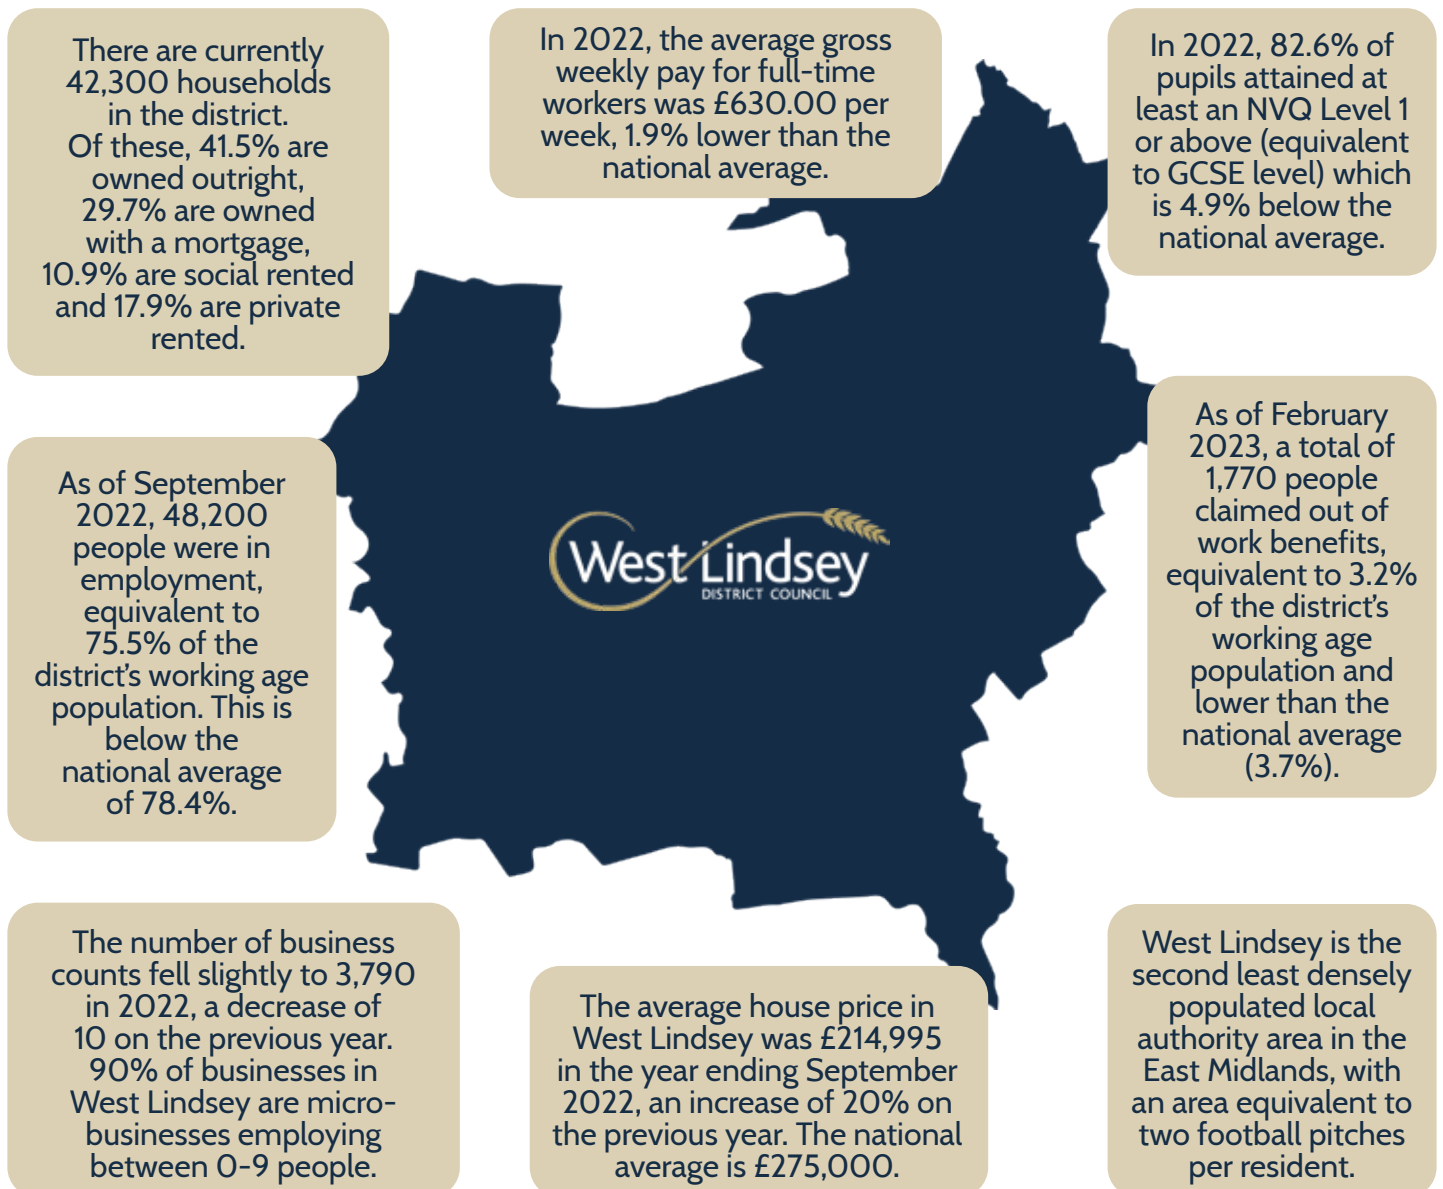 There are currently
42,300 households
in the district.
Of these, 41.5% are
owned outright,
29.7% are owned
with a mortgage,
10.9% are social rented
and 17.9% are private
rented.
In 2022, the average gross
weekly pay for full-time
workers was £630.00 per
week, 1.9% lower than the
national average.
In 2022, 82.6% of
pupils attained at
least an NVQ Level 1
or above (equivalent
to GCSE level) which
is 4.9% below the
national average.
As of September
2022, 48,200
people were in
employment,
equivalent to
75.5% of the
district's working age
population. This is
below the
national average
of 78.4%.
West Lindsey
DISTRICT COUNCIL
As of February
2023, a total of
1,770 people
claimed out of
work benefits,
equivalent to 3.2%
of the district's
working age
population and
lower than the
national average
(3.7%).
The number of business
counts fell slightly to 3,790
in 2022, a decrease of
10 on the previous year.
90% of businesses in
West Lindsey are micro-
businesses employing
between 0-9 people.
The average house price in
West Lindsey was £214,995
in the year ending September
2022, an increase of 20% on
the previous year. The national
average is £275,000.
West Lindsey is the
second least densely
populated local
authority area in the
East Midlands, with
an area equivalent to
two football pitches
per resident.